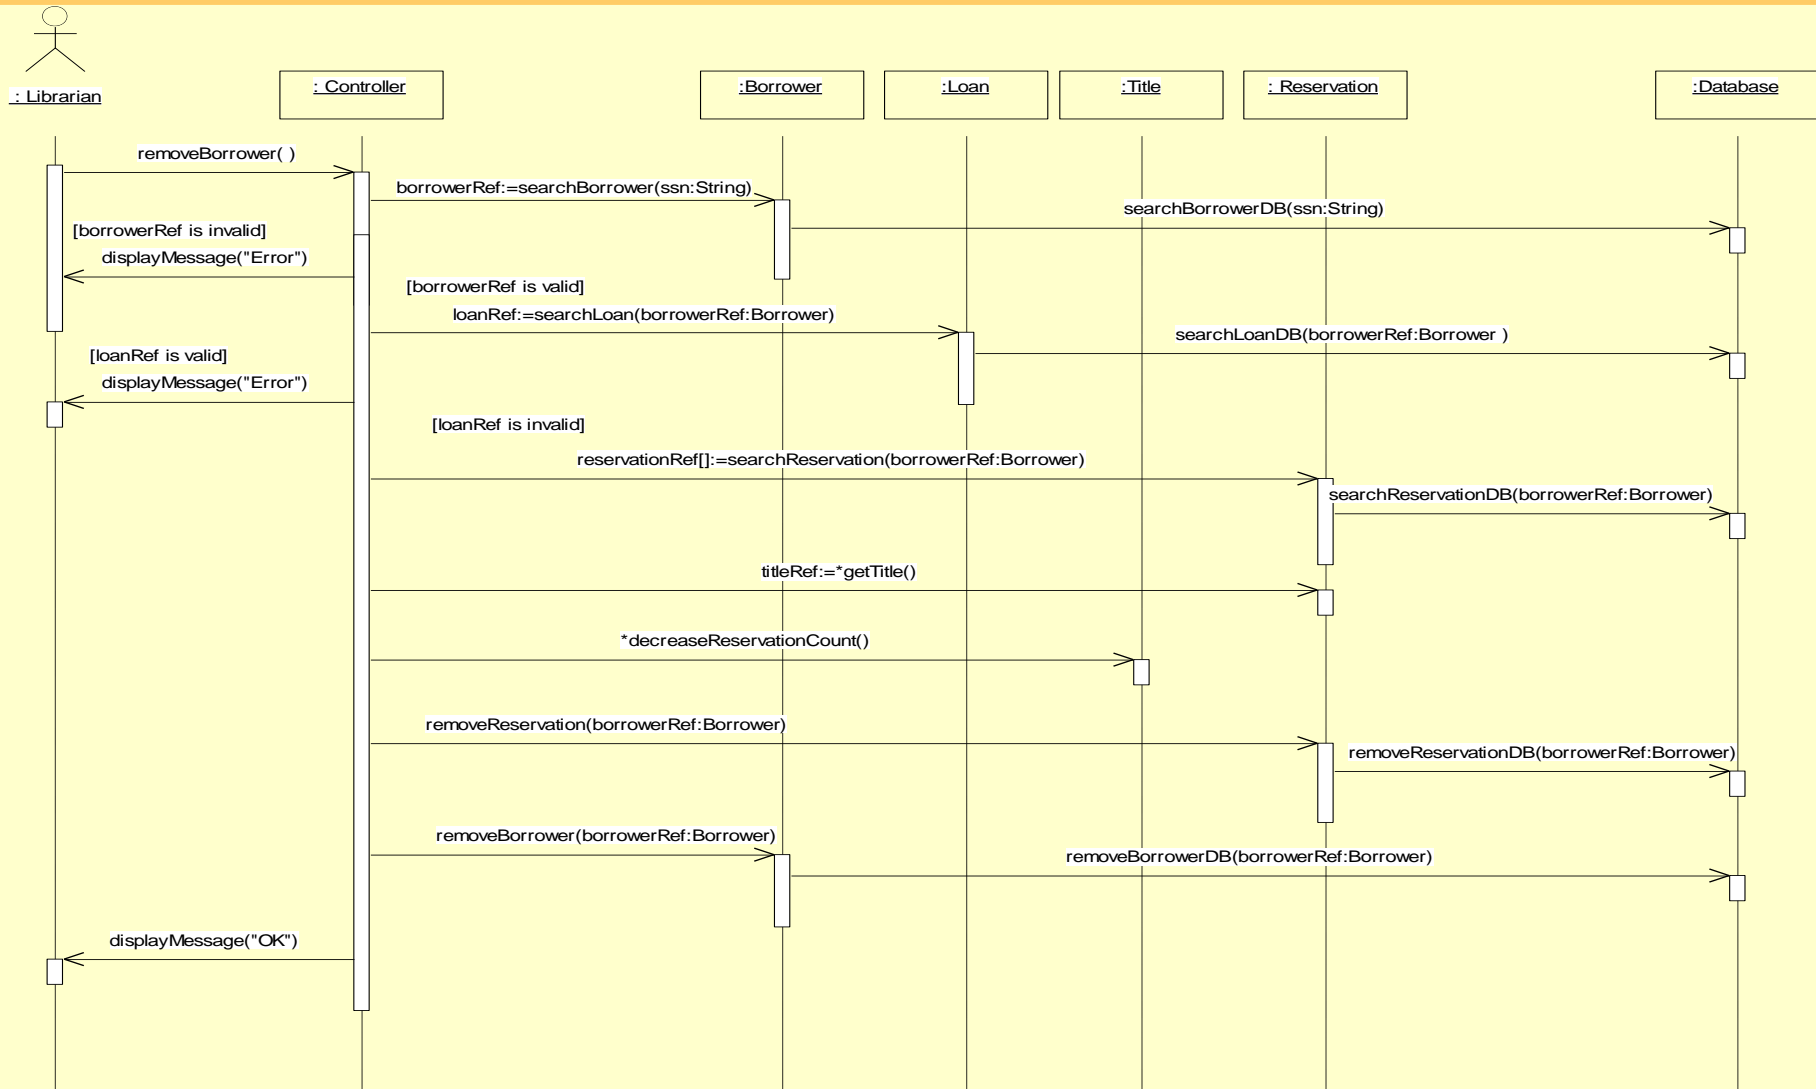 : Librarian
: Controller
:Borrower
:Loan
:Title
: Reservation
:Database
removeBorrower( )
borrowerRef:=searchBorrower(ssn:String)
searchBorrowerDB(ssn:String)
[borrowerRef is invalid]
displayMessage("Error")
[borrowerRef is valid]
loanRef:=searchLoan(borrowerRef:Borrower)
searchLoanDB(borrowerRef:Borrower )
[loanRef is valid]
displayMessage("Error")
[loanRef is invalid]
reservationRef[]:=searchReservation(borrowerRef:Borrower)
searchReservationDB(borrowerRef:Borrower)
titleRef:=*getTitle()
*decreaseReservationCount()
removeReservation(borrowerRef:Borrower)
removeReservationDB(borrowerRef:Borrower)
removeBorrower(borrowerRef:Borrower)
removeBorrowerDB(borrowerRef:Borrower)
displayMessage("OK")